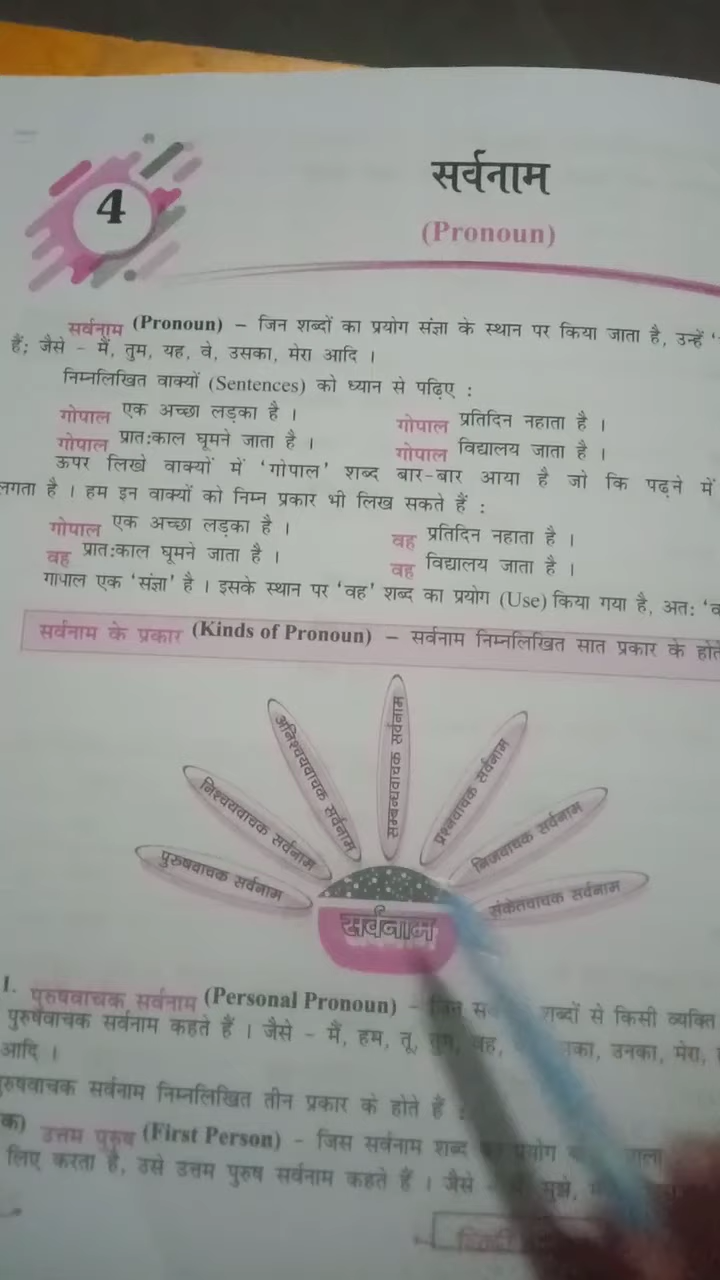 4
सर्वनाम
(Pronoun)
सर्वनाम (Pronoun) – जिन शब्दों का प्रयोग संज्ञा के स्थान पर किया जाता है, उन्हें
हैं; जैसे - मैं, तुम, यह, वे, उसका, मेरा आदि ।
निम्नलिखित वाक्यों (Sentences) को ध्यान से पढ़िए :
गोपाल एक अच्छा लड़का है । गोपाल प्रतिदिन नहाता है ।
गोपाल प्रात:काल घूमने जाता है । गोपाल विद्यालय जाता है ।
ऊपर लिखे वाक्यों में ‘गोपाल’ शब्द बार-बार आया है जो कि पढ़ने में
लगता है । हम इन वाक्यों को निम्न प्रकार भी लिख सकते हैं :
गोपाल एक अच्छा लड़का है । वह प्रतिदिन नहाता है ।
वह प्रात:काल घूमने जाता है । वह विद्यालय जाता है ।
गोपाल एक ‘संज्ञा’ है । इसके स्थान पर ‘वह’ शब्द का प्रयोग (Use) किया गया है, अत:
सर्वनाम के प्रकार (Kinds of Pronoun) – सर्वनाम निम्नलिखित सात प्रकार के होते
पुरुषवाचक सर्वनाम
निश्चयवाचक सर्वनाम
अनिश्चयवाचक सर्वनाम
सम्बन्धवाचक सर्वनाम
प्रश्नवाचक सर्वनाम
निजवाचक सर्वनाम
संकेतवाचक सर्वनाम
सर्वनाम
1. पुरुषवाचक सर्वनाम (Personal Pronoun) – जिन शब्दों से किसी व्यक्ति
पुरुषवाचक सर्वनाम कहते हैं । जैसे - मैं, हम, तू, तुम, वह, उनका, मेरा,
आदि ।
पुरुषवाचक सर्वनाम निम्नलिखित तीन प्रकार के होते हैं :
क) उत्तम पुरुष (First Person) - जिस सर्वनाम शब्द
लिए करता है, उसे उत्तम पुरुष सर्वनाम कहते हैं । जैसे मुझे,